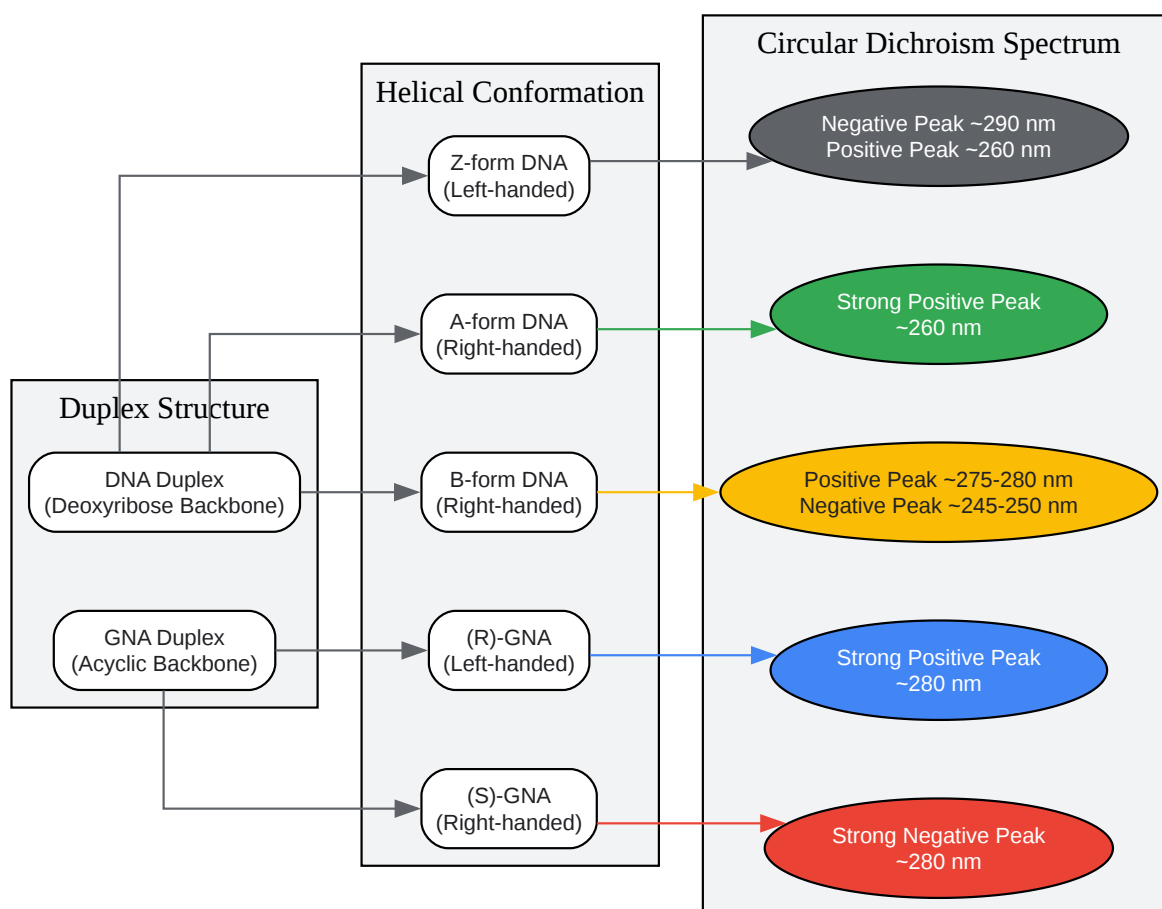 Duplex Structure
DNA Duplex
(Deoxyribose Backbone)
GNA Duplex
(Acyclic Backbone)
Helical Conformation
Z-form DNA
(Left-handed)
A-form DNA
(Right-handed)
B-form DNA
(Right-handed)
(R)-GNA
(Left-handed)
(S)-GNA
(Right-handed)
Circular Dichroism Spectrum
Negative Peak ~290 nm
Positive Peak ~260 nm
Strong Positive Peak
~260 nm
Positive Peak ~275-280 nm
Negative Peak ~245-250 nm
Strong Positive Peak
~280 nm
Strong Negative Peak
~280 nm